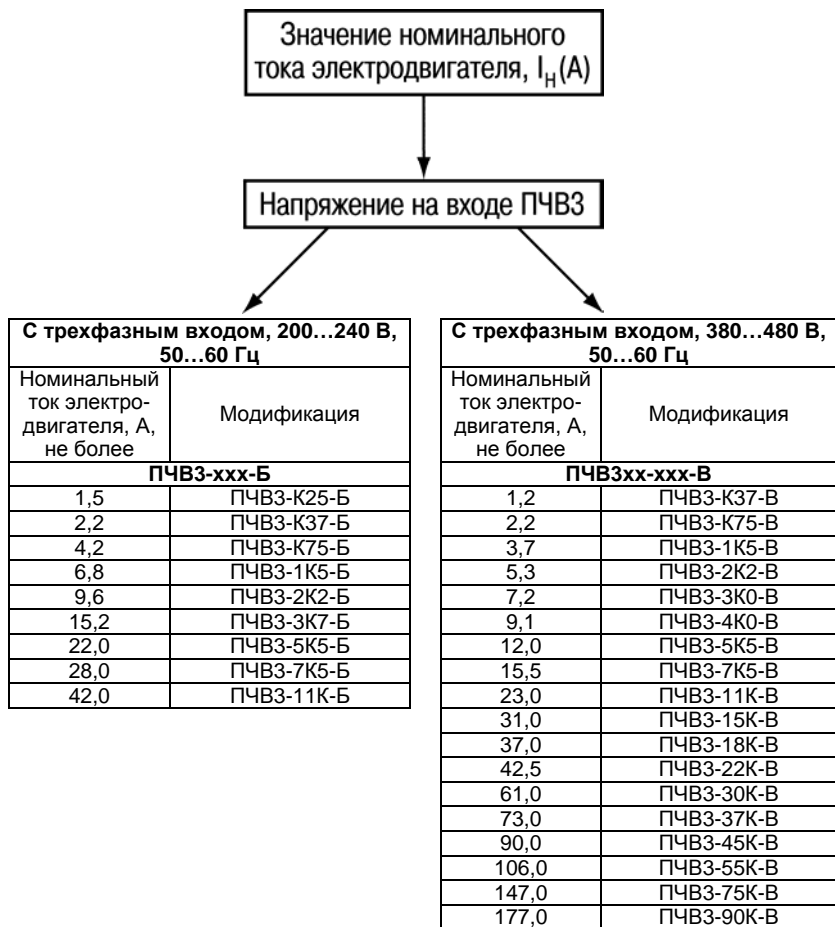 Значение номинального
тока электродвигателя, Iн(А)
Напряжение на входе ПЧВ3
С трехфазным входом, 200...240 В,
50...60 Гц
Номинальный
ток электро-
двигателя, А,
не более
Модификация
ПЧВ3-ххх-Б
1,5 ПЧВ3-К25-Б
2,2 ПЧВ3-К37-Б
4,2 ПЧВ3-К75-Б
6,8 ПЧВ3-1К5-Б
9,6 ПЧВ3-2К2-Б
15,2 ПЧВ3-3К7-Б
22,0 ПЧВ3-5К5-Б
28,0 ПЧВ3-7К5-Б
42,0 ПЧВ3-11К-Б
С трехфазным входом, 380...480 В,
50...60 Гц
Номинальный
ток электро-
двигателя, А,
не более
Модификация
ПЧВ3хх-ххх-В
1,2 ПЧВ3-К37-В
2,2 ПЧВ3-К75-В
3,7 ПЧВ3-1К5-В
5,3 ПЧВ3-2К2-В
7,2 ПЧВ3-3К0-В
9,1 ПЧВ3-4К0-В
12,0 ПЧВ3-5К5-В
15,5 ПЧВ3-7К5-В
23,0 ПЧВ3-11К-В
31,0 ПЧВ3-15К-В
37,0 ПЧВ3-18К-В
42,5 ПЧВ3-22К-В
61,0 ПЧВ3-30К-В
73,0 ПЧВ3-37К-В
90,0 ПЧВ3-45К-В
106,0 ПЧВ3-55К-В
147,0 ПЧВ3-75К-В
177,0 ПЧВ3-90К-В